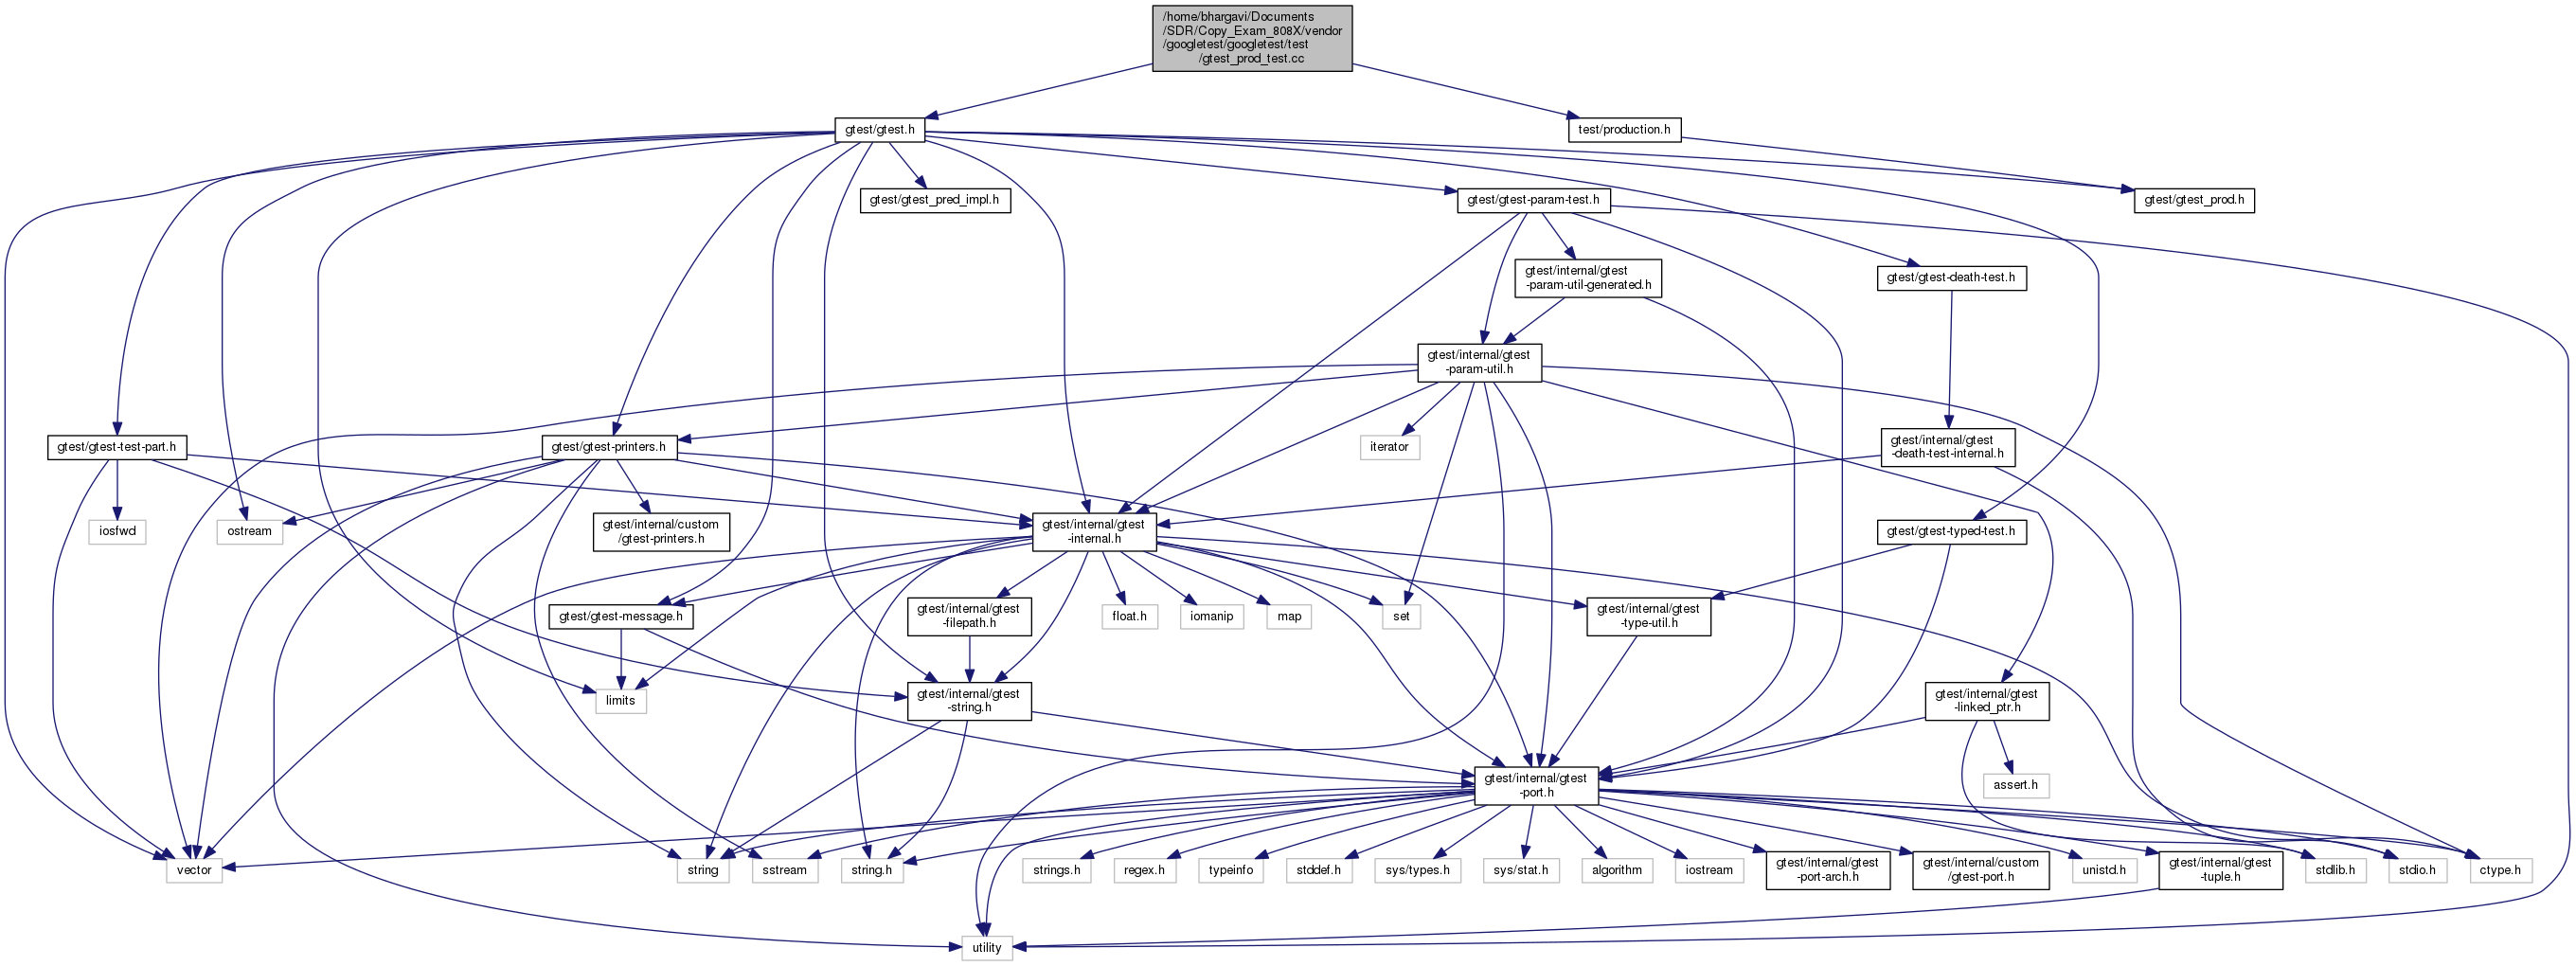 /home/bhargavi/Documents
/SDR/Copy_Exam_808X/vendor
/googletest/googletest/test
/gtest_prod_test.cc
gtest/gtest.h
test/production.h
gtest/gtest_pred_impl.h
gtest/gtest-param-test.h
gtest/gtest_prod.h
gtest/internal/gtest
-param-util-generated.h
gtest/gtest-death-test.h
gtest/internal/gtest
-param-util.h
gtest/gtest-test-part.h
gtest/gtest-printers.h
iterator
gtest/internal/gtest
-death-test-internal.h
iosfwd
ostream
gtest/internal/custom
/gtest-printers.h
gtest/internal/gtest
-internal.h
gtest/gtest-typed-test.h
gtest/gtest-message.h
gtest/internal/gtest
-filepath.h
float.h
iomanip
map
set
gtest/internal/gtest
-type-util.h
limits
gtest/internal/gtest
-string.h
gtest/internal/gtest
-linked_ptr.h
gtest/internal/gtest
-port.h
assert.h
vector
string
sstream
string.h
strings.h
regex.h
typeinfo
stddef.h
sys/types.h
sys/stat.h
algorithm
iostream
gtest/internal/gtest
-port-arch.h
gtest/internal/custom
/gtest-port.h
unistd.h
gtest/internal/gtest
-tuple.h
stdlib.h
stdio.h
ctype.h
utility